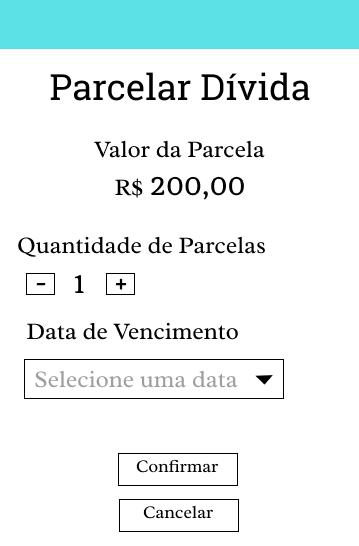 Parcelar Dívida
Valor da Parcela
R$ 200,00
Quantidade de Parcelas
- 1 +
Data de Vencimento
Selecione uma data
Confirmar
Cancelar